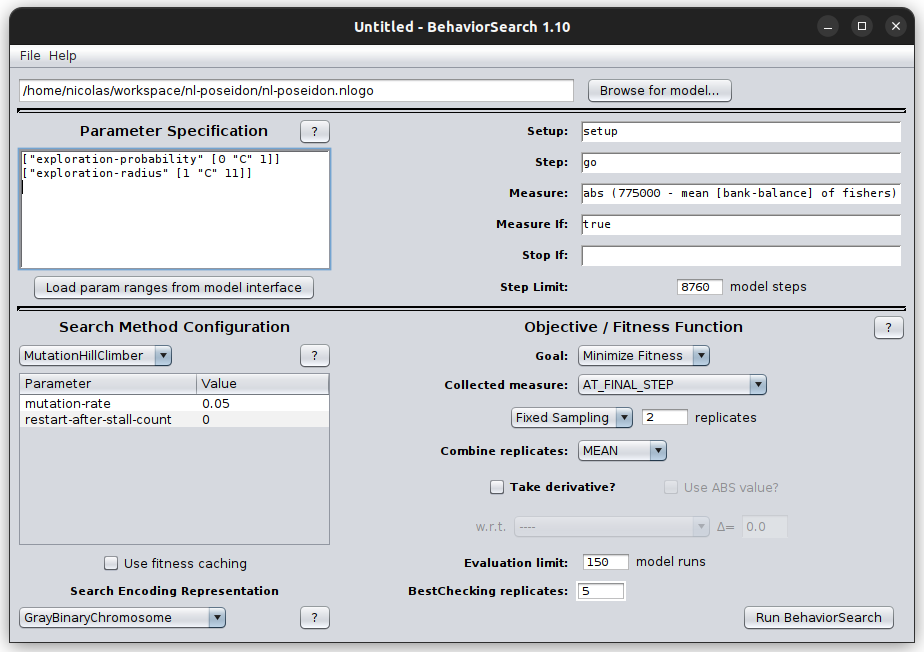 Untitled - BehaviorSearch 1.10
File Help
/home/nicolas/workspace/nl-poseidon/nl-poseidon.nlogo
Browse for model...
Parameter Specification
?
["exploration-probability" [0 "C" 1]]
["exploration-radius" [1 "C" 11]]
Load param ranges from model interface
Setup: setup
Step: go
Measure: abs (775000 - mean [bank-balance] of fishers)
Measure If: true
Stop If:
Step Limit: 8760 model steps
Search Method Configuration
MutationHillClimber
?
Parameter Value
mutation-rate 0.05
restart-after-stall-count 0
Use fitness caching
Search Encoding Representation
GrayBinaryChromosome
?
Objective / Fitness Function
?
Goal: Minimize Fitness
Collected measure: AT_FINAL_STEP
Fixed Sampling 2 replicates
Combine replicates: MEAN
Take derivative? Use ABS value?
w.r.t. ---- Δ= 0.0
Evaluation limit: 150 model runs
BestChecking replicates: 5
Run BehaviorSearch